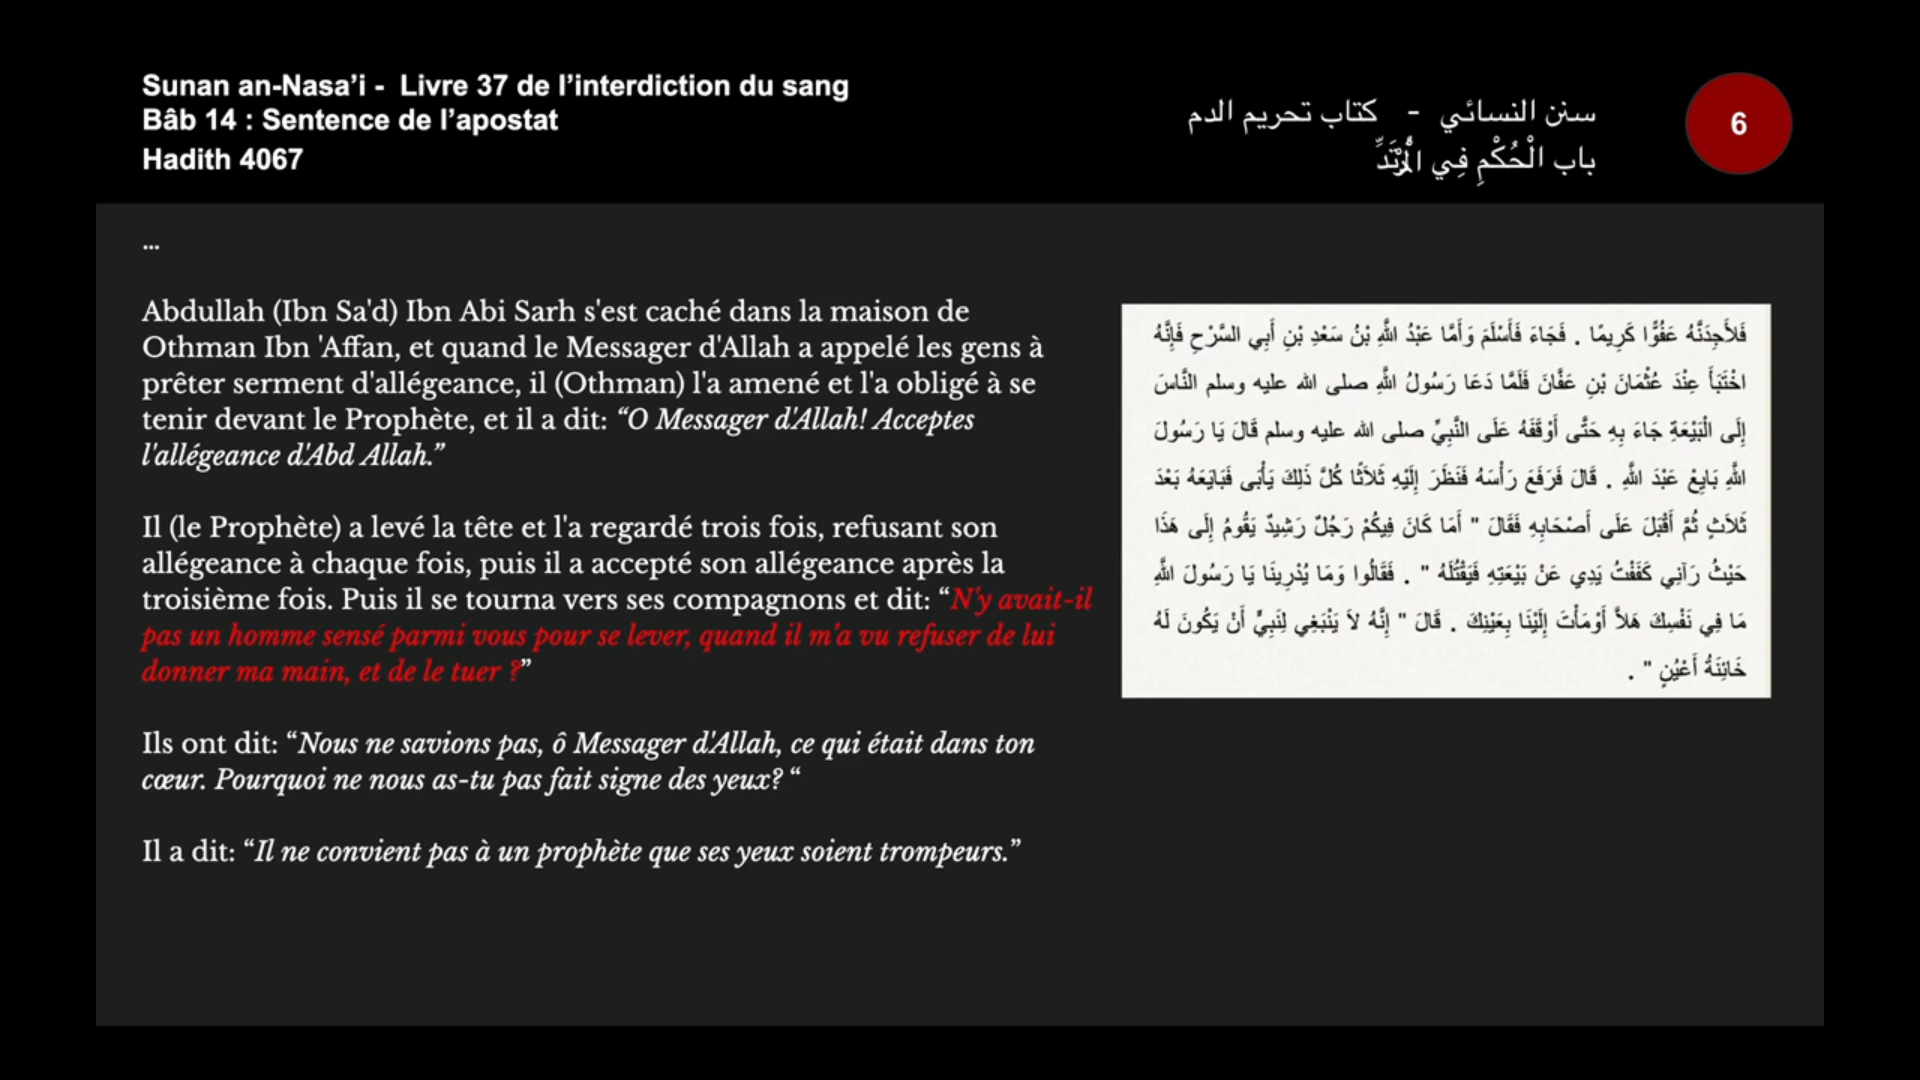 Sunan an-Nasa’i -  Livre 37 de l’interdiction du sang
Bâb 14 : Sentence de l’apostat
Hadith 4067
سنن النسائي  -  كتاب تحريم الدم
باب الْحُكْمِ فِي الْمُرْتَدِّ
6
...
Abdullah (Ibn Sa'd) Ibn Abi Sarh s'est caché dans la maison de
Othman Ibn 'Affan, et quand le Messager d'Allah a appelé les gens à
prêter serment d'allégeance, il (Othman) l'a amené et l'a obligé à se
tenir devant le Prophète, et il a dit: “O Messager d'Allah! Acceptes
l'allégeance d'Abd Allah.”
Il (le Prophète) a levé la tête et l'a regardé trois fois, refusant son
allégeance à chaque fois, puis il a accepté son allégeance après la
troisième fois. Puis il se tourna vers ses compagnons et dit: “N'y avait-il
pas un homme sensé parmi vous pour se lever, quand il m'a vu refuser de lui
donner ma main, et de le tuer ?”
Ils ont dit: “Nous ne savions pas, ô Messager d'Allah, ce qui était dans ton
cœur. Pourquoi ne nous as-tu pas fait signe des yeux? “
Il a dit: “Il ne convient pas à un prophète que ses yeux soient trompeurs.”
فَلأَجِدَنَّهُ عَفُوًّا كَرِيمًا . فَجَاءَ فَأَسْلَمَ وَأَمَّا عَبْدُ اللَّهِ بْنُ سَعْدِ بْنِ أَبِي السَّرْحِ فَإِنَّهُ
اخْتَبَأَ عِنْدَ عُثْمَانَ بْنِ عَفَّانَ فَلَمَّا دَعَا رَسُولُ اللَّهِ صلى الله عليه وسلم النَّاسَ
إِلَى الْبَيْعَةِ جَاءَ بِهِ حَتَّى أَوْقَفَهُ عَلَى النَّبِيِّ صلى الله عليه وسلم قَالَ يَا رَسُولَ
اللَّهِ بَايِعْ عَبْدَ اللَّهِ . قَالَ فَرَفَعَ رَأْسَهُ فَنَظَرَ إِلَيْهِ ثَلاَثًا كُلَّ ذَلِكَ يَأْبَى فَبَايَعَهُ بَعْدَ
ثَلاَثٍ ثُمَّ أَقْبَلَ عَلَى أَصْحَابِهِ فَقَالَ " أَمَا كَانَ فِيكُمْ رَجُلٌ رَشِيدٌ يَقُومُ إِلَى هَذَا
حَيْثُ رَآنِي كَفَفْتُ يَدِي عَنْ بَيْعَتِهِ فَيَقْتُلَهُ " . فَقَالُوا وَمَا يُدْرِينَا يَا رَسُولَ اللَّهِ
مَا فِي نَفْسِكَ هَلاَّ أَوْمَأْتَ إِلَيْنَا بِعَيْنِكَ . قَالَ " إِنَّهُ لاَ يَنْبَغِي لِنَبِيٍّ أَنْ يَكُونَ لَهُ
خَائِنَةُ أَعْيُنٍ " .